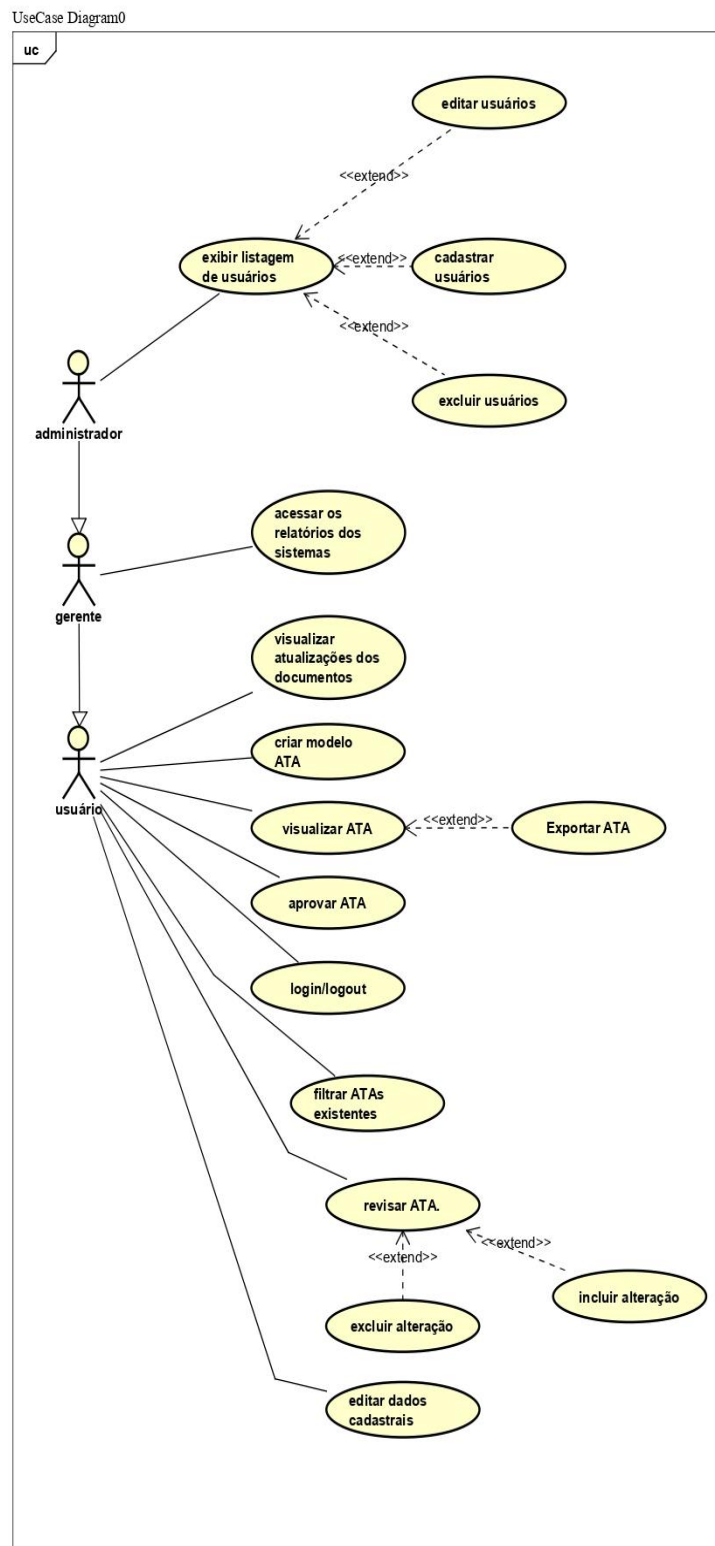 UseCase Diagram0
uc
editar usuários
<<extend>>
exibir listagem
de usuários
<<extend>>
cadastrar
usuários
<<extend>>
excluir usuários
administrador
acessar os
relatórios dos
sistemas
gerente
visualizar
atualizações dos
documentos
criar modelo
ATA
usuário
visualizar ATA
<<extend>>
Exportar ATA
aprovar ATA
login/logout
filtrar ATAs
existentes
revisar ATA.
<<extend>>
<<extend>>
incluir alteração
excluir alteração
editar dados
cadastrais